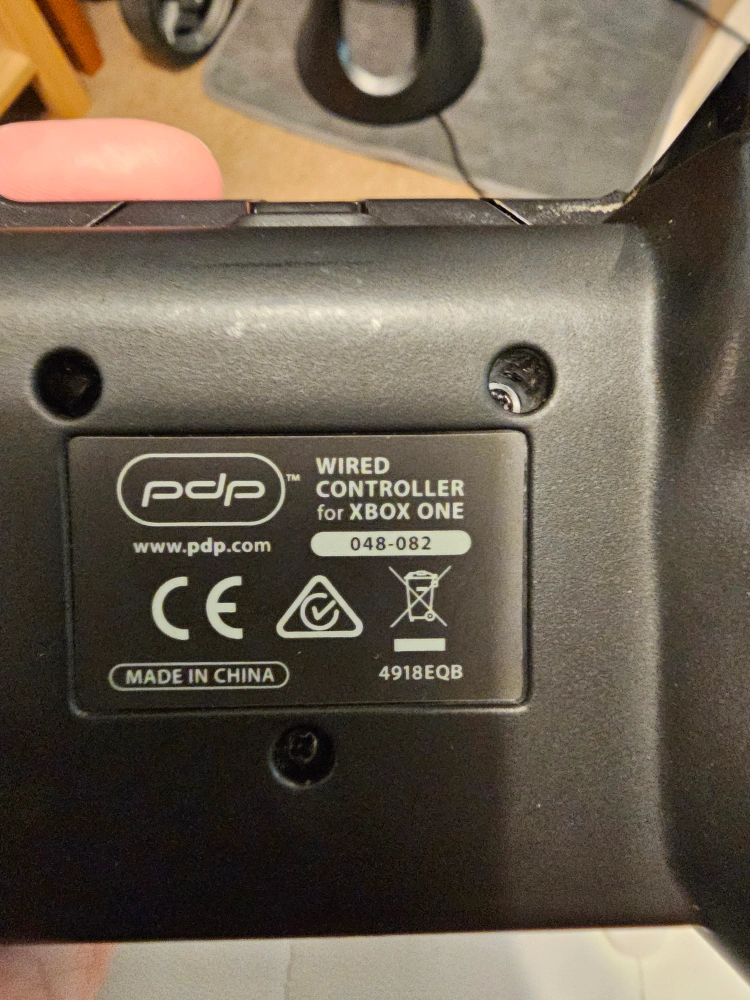 pdp™
WIRED
CONTROLLER
for XBOX ONE
www.pdp.com
048-082
CE
MADE IN CHINA
4918EQB